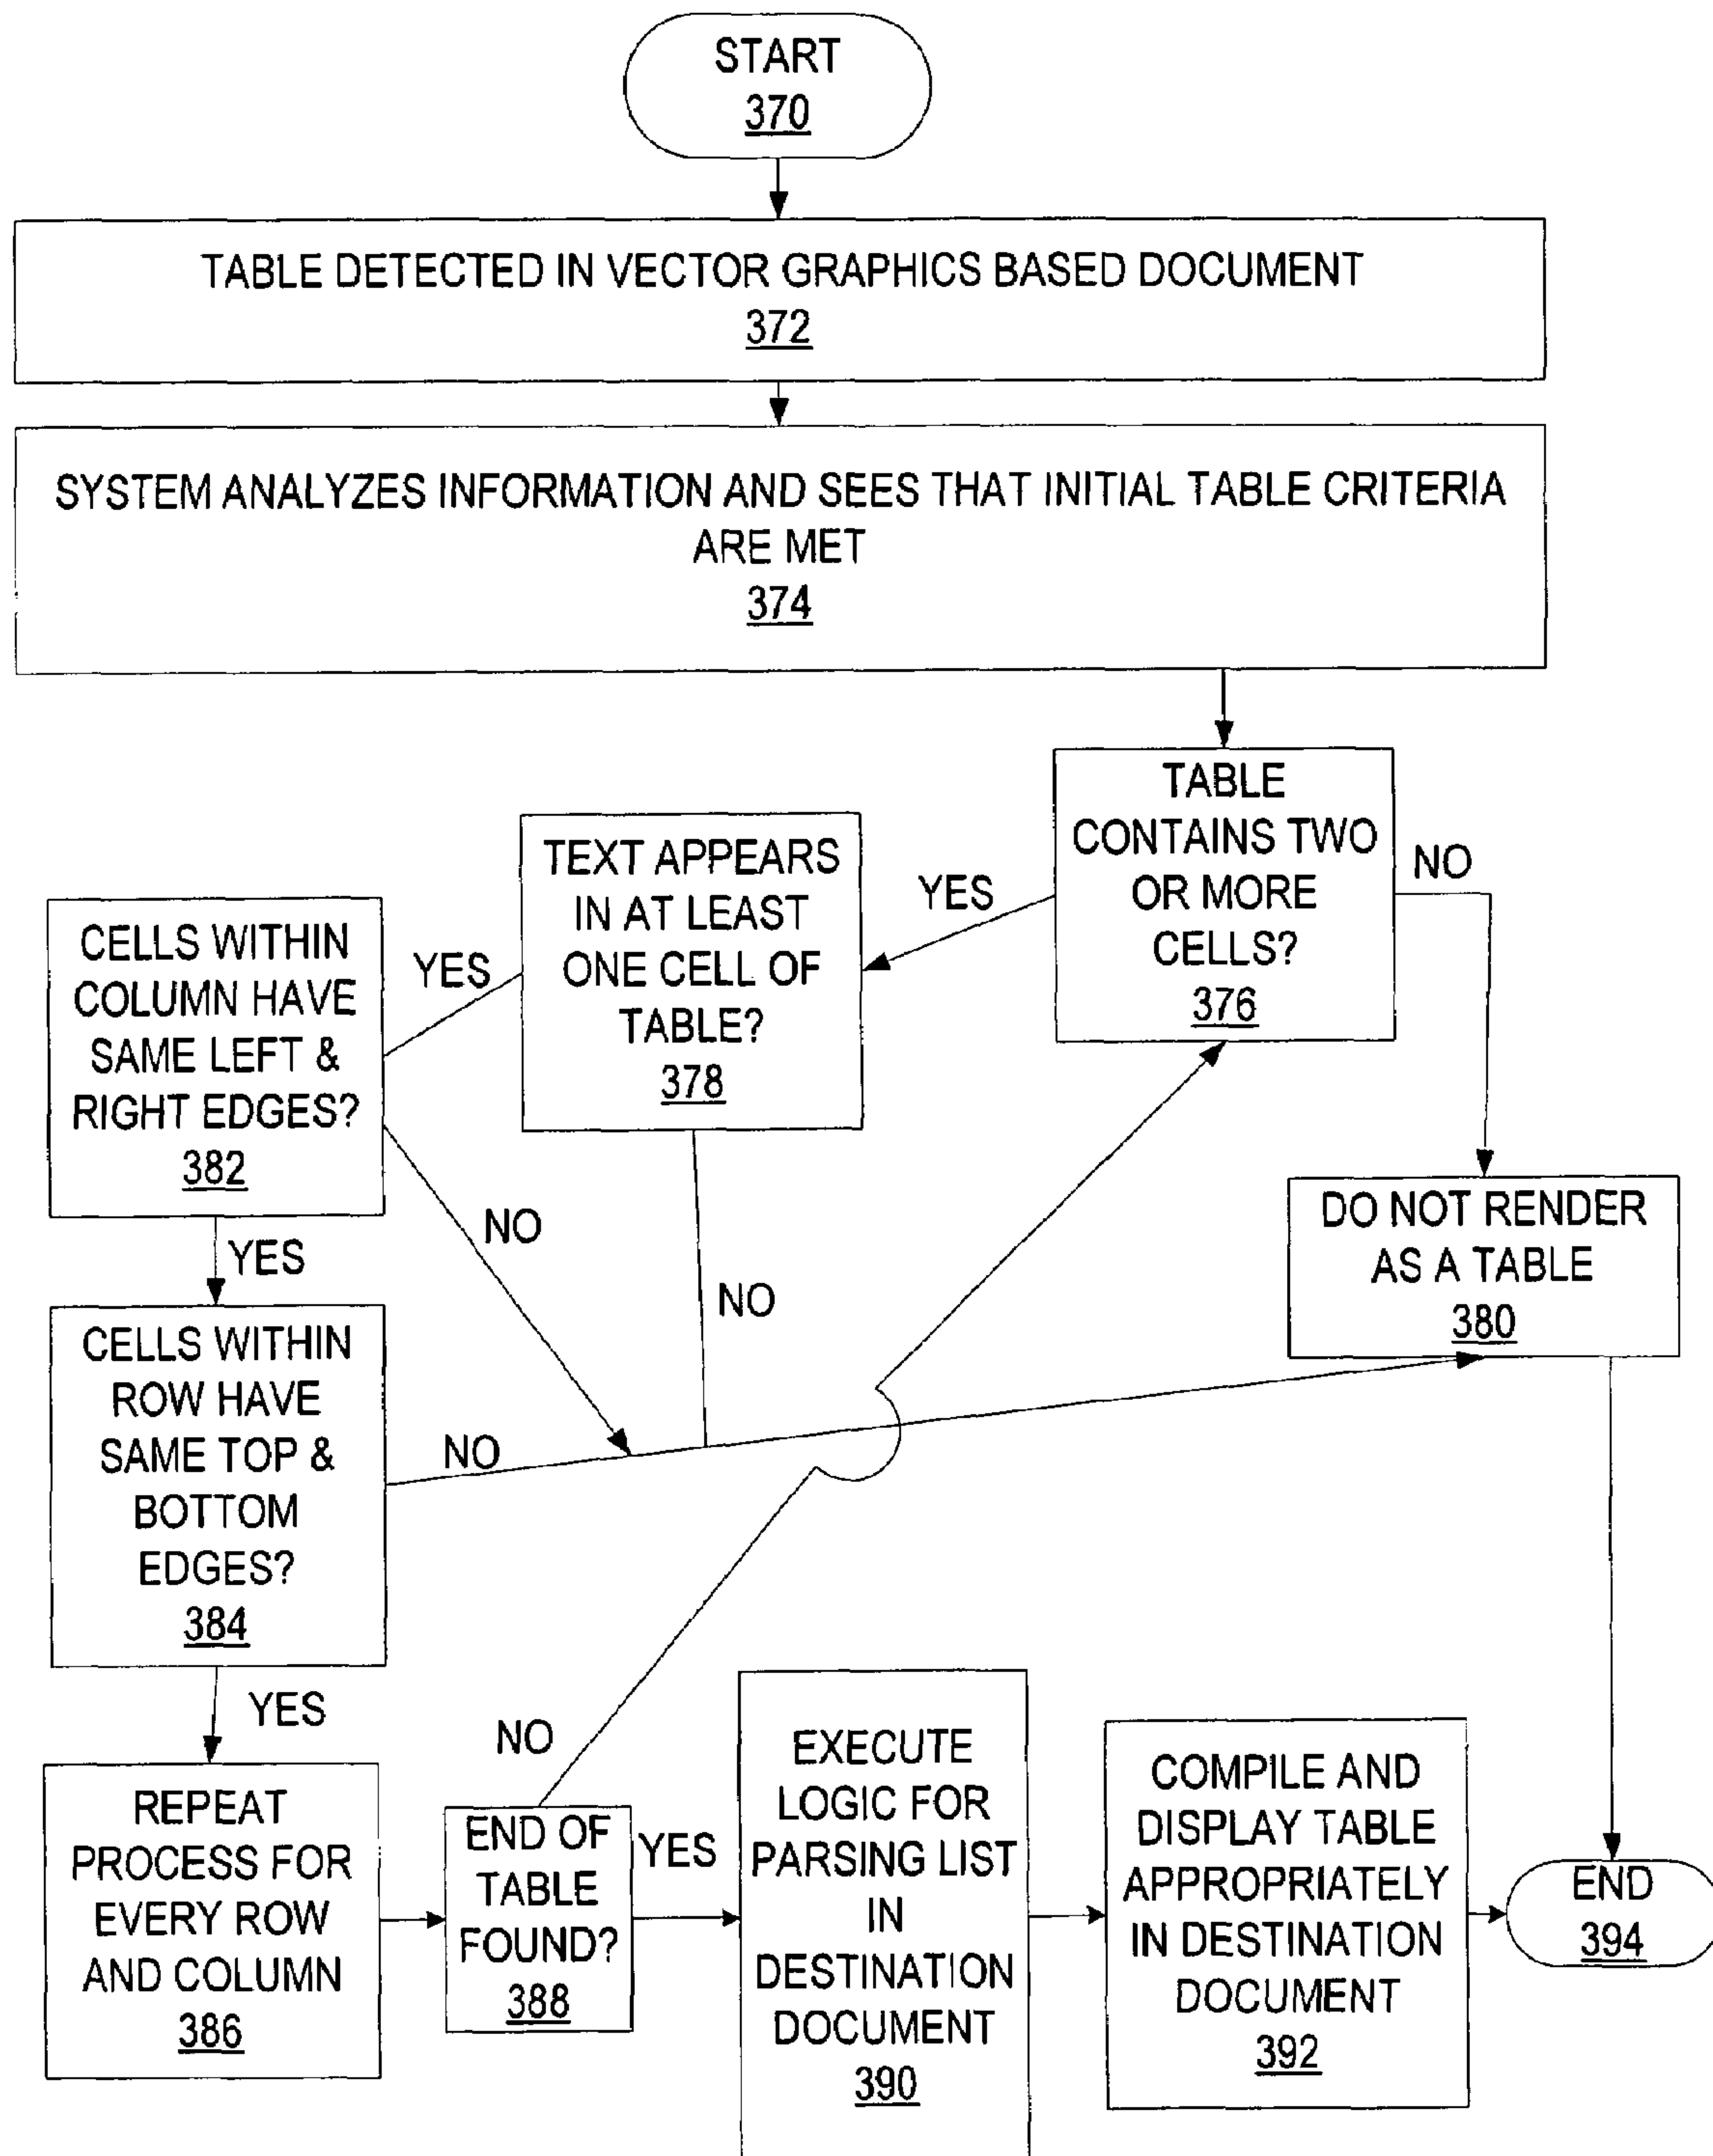 START
370
TABLE DETECTED IN VECTOR GRAPHICS BASED DOCUMENT
372
SYSTEM ANALYZES INFORMATION AND SEES THAT INITIAL TABLE CRITERIA
ARE MET
374
TABLE
CONTAINS TWO
OR MORE
CELLS?
376
NO
YES
TEXT APPEARS
IN AT LEAST
ONE CELL OF
TABLE?
378
YES
NO
CELLS WITHIN
COLUMN HAVE
SAME LEFT &
RIGHT EDGES?
382
NO
YES
DO NOT RENDER
AS A TABLE
380
CELLS WITHIN
ROW HAVE
SAME TOP &
BOTTOM
EDGES?
384
NO
YES
REPEAT
PROCESS FOR
EVERY ROW
AND COLUMN
386
END OF
TABLE
FOUND?
388
NO
YES
EXECUTE
LOGIC FOR
PARSING LIST
IN
DESTINATION
DOCUMENT
390
COMPILE AND
DISPLAY TABLE
APPROPRIATELY
IN DESTINATION
DOCUMENT
392
END
394